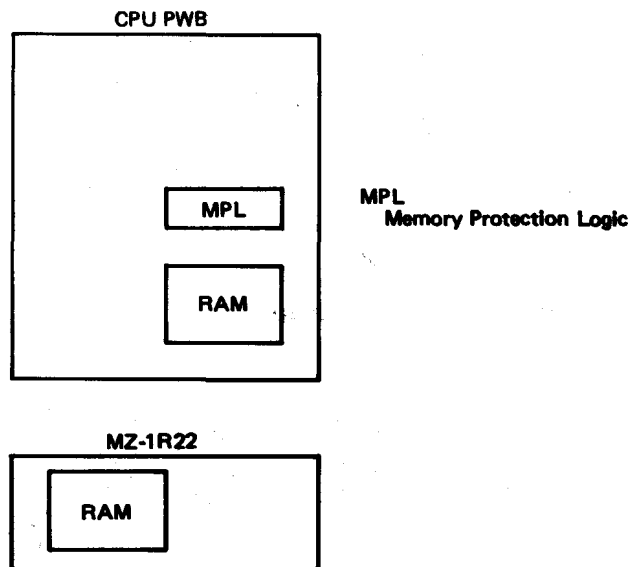 CPU PWB
MPL
RAM
MPL
Memory Protection Logic
MZ-1R22
RAM